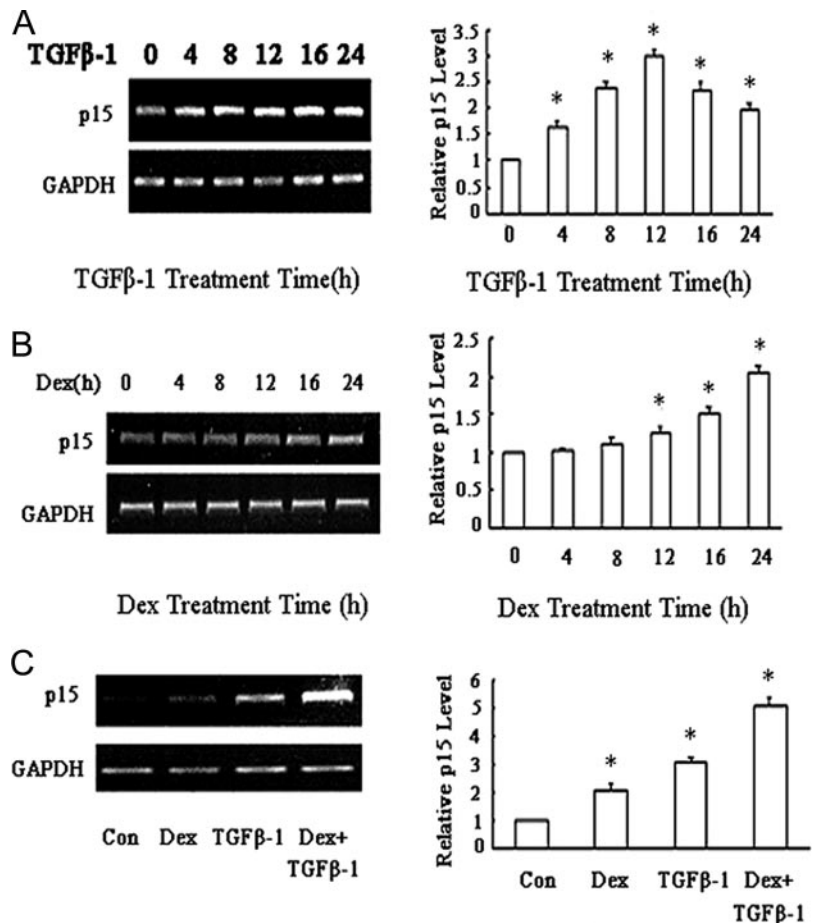 A
TGFβ-1 0 4 8 12 16 24
p15
GAPDH
TGFβ-1 Treatment Time(h)
Relative p15 Level
3.5
3
2.5
2
1.5
1
0.5
0
* * * * *
0 4 8 12 16 24
TGFβ-1 Treatment Time(h)
B
Dex(h) 0 4 8 12 16 24
p15
GAPDH
Dex Treatment Time (h)
Relative p15 Level
2.5
2
1.5
1
0.5
0
* * *
0 4 8 12 16 24
Dex Treatment Time (h)
C
p15
GAPDH
Con Dex TGFβ-1 Dex+
TGFβ-1
Relative p15 Level
6
5
4
3
2
1
0
* * *
Con Dex TGFβ-1 Dex+
TGFβ-1